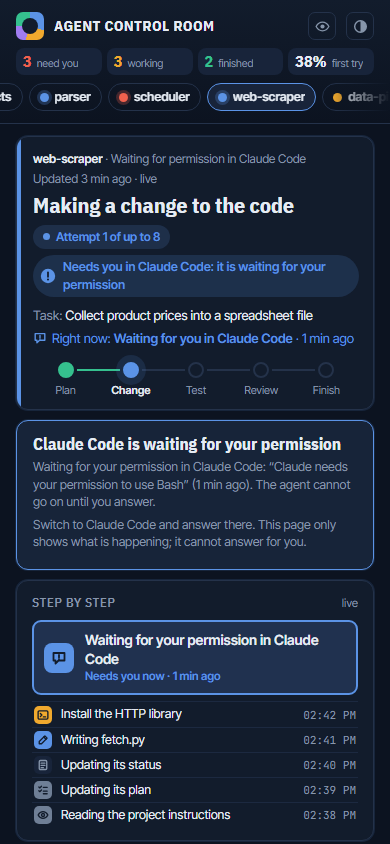 AGENT CONTROL ROOM
3 need you
3 working
2 finished
38% first try
parser
scheduler
web-scraper
web-scraper · Waiting for permission in Claude Code
Updated 3 min ago · live
Making a change to the code
Attempt 1 of up to 8
Needs you in Claude Code: it is waiting for your
permission
Task: Collect product prices into a spreadsheet file
Right now: Waiting for you in Claude Code · 1 min ago
Plan
Change
Test
Review
Finish
Claude Code is waiting for your permission
Waiting for your permission in Claude Code: “Claude needs
your permission to use Bash” (1 min ago). The agent cannot
go on until you answer.
Switch to Claude Code and answer there. This page only
shows what is happening; it cannot answer for you.
STEP BY STEP
live
Waiting for your permission in Claude
Code
Needs you now · 1 min ago
Install the HTTP library 02:42 PM
Writing fetch.py 02:41 PM
Updating its status 02:40 PM
Updating its plan 02:39 PM
Reading the project instructions 02:38 PM